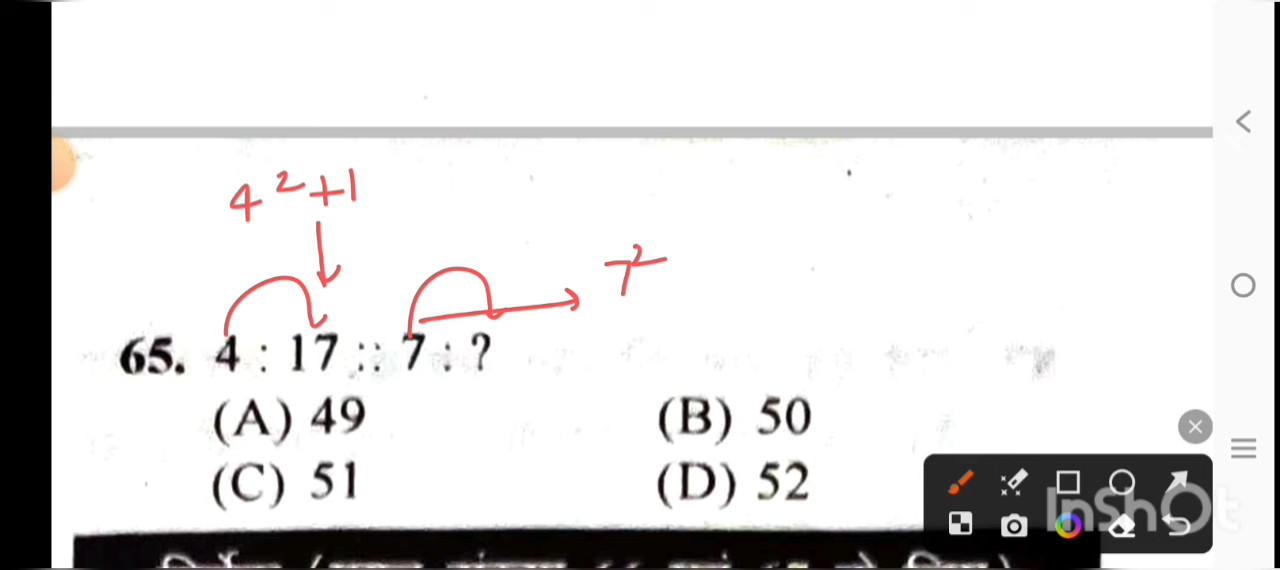 4²+1
7²
65. 4 : 17 :: 7 : ?
(A) 49 (B) 50
(C) 51 (D) 52
InShOt